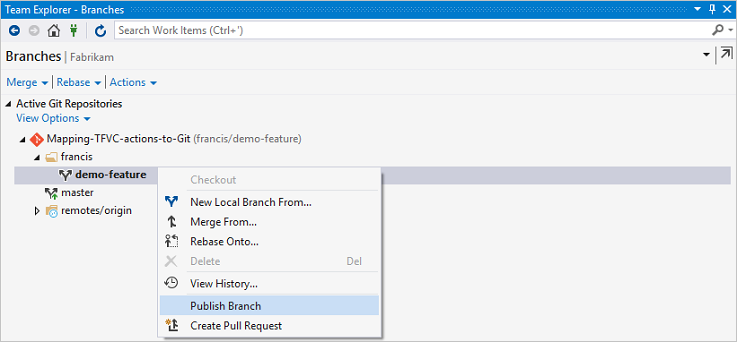 Team Explorer - Branches
Search Work Items (Ctrl+')
Branches | Fabrikam
Merge | Rebase | Actions
Active Git Repositories
View Options
Mapping-TFVC-actions-to-Git (francis/demo-feature)
francis
demo-feature
master
remotes/origin
Checkout
New Local Branch From...
Merge From...
Rebase Onto...
Delete Del
View History...
Publish Branch
Create Pull Request